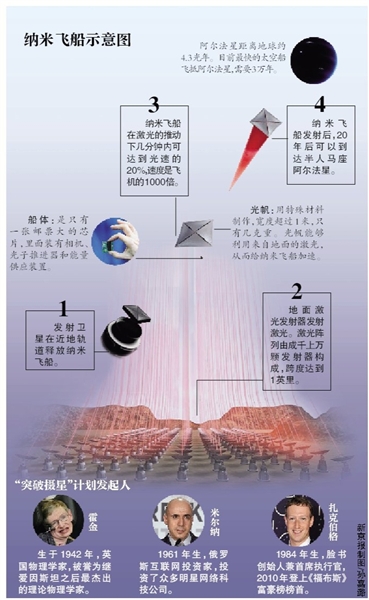 纳米飞船示意图
阿尔法星距离地球约
4.3光年。目前最快的太空船
飞抵阿尔法星,需要3万年。
3
纳米飞船
在激光的推动
下几分钟内可
达到光速的
20%,速度是飞
机的1000倍。
4
纳米飞
船发射后,20
年后可以到
达半人马座
阿尔法星。
船体:是只有
一张邮票大的芯
片,里面装有相机、
光子推进器和能量
供应装置。
光帆:用特殊材料
制作,宽度超过1米,只
有几克重。光帆能够
利用来自地面的激光,
从而给纳米飞船加速。
1
发射卫
星在近地轨
道释放纳米
飞船。
2
地面激
光发射器发射
激光。激光阵
列由成千上万
颗发射器构
成,跨度达到
1英里。
“突破摄星”计划发起人
霍金
生于1942年,英
国物理学家,被誉为继
爱因斯坦之后最杰出
的理论物理学家。
米尔纳
1961年生,俄罗
斯互联网投资家,投
资了众多明星网络科
技公司。
扎克伯格
1984年生,脸书
创始人兼首席执行官,
2010年登上《福布斯》
富豪榜榜首。
新京报制图/孙嘉潞